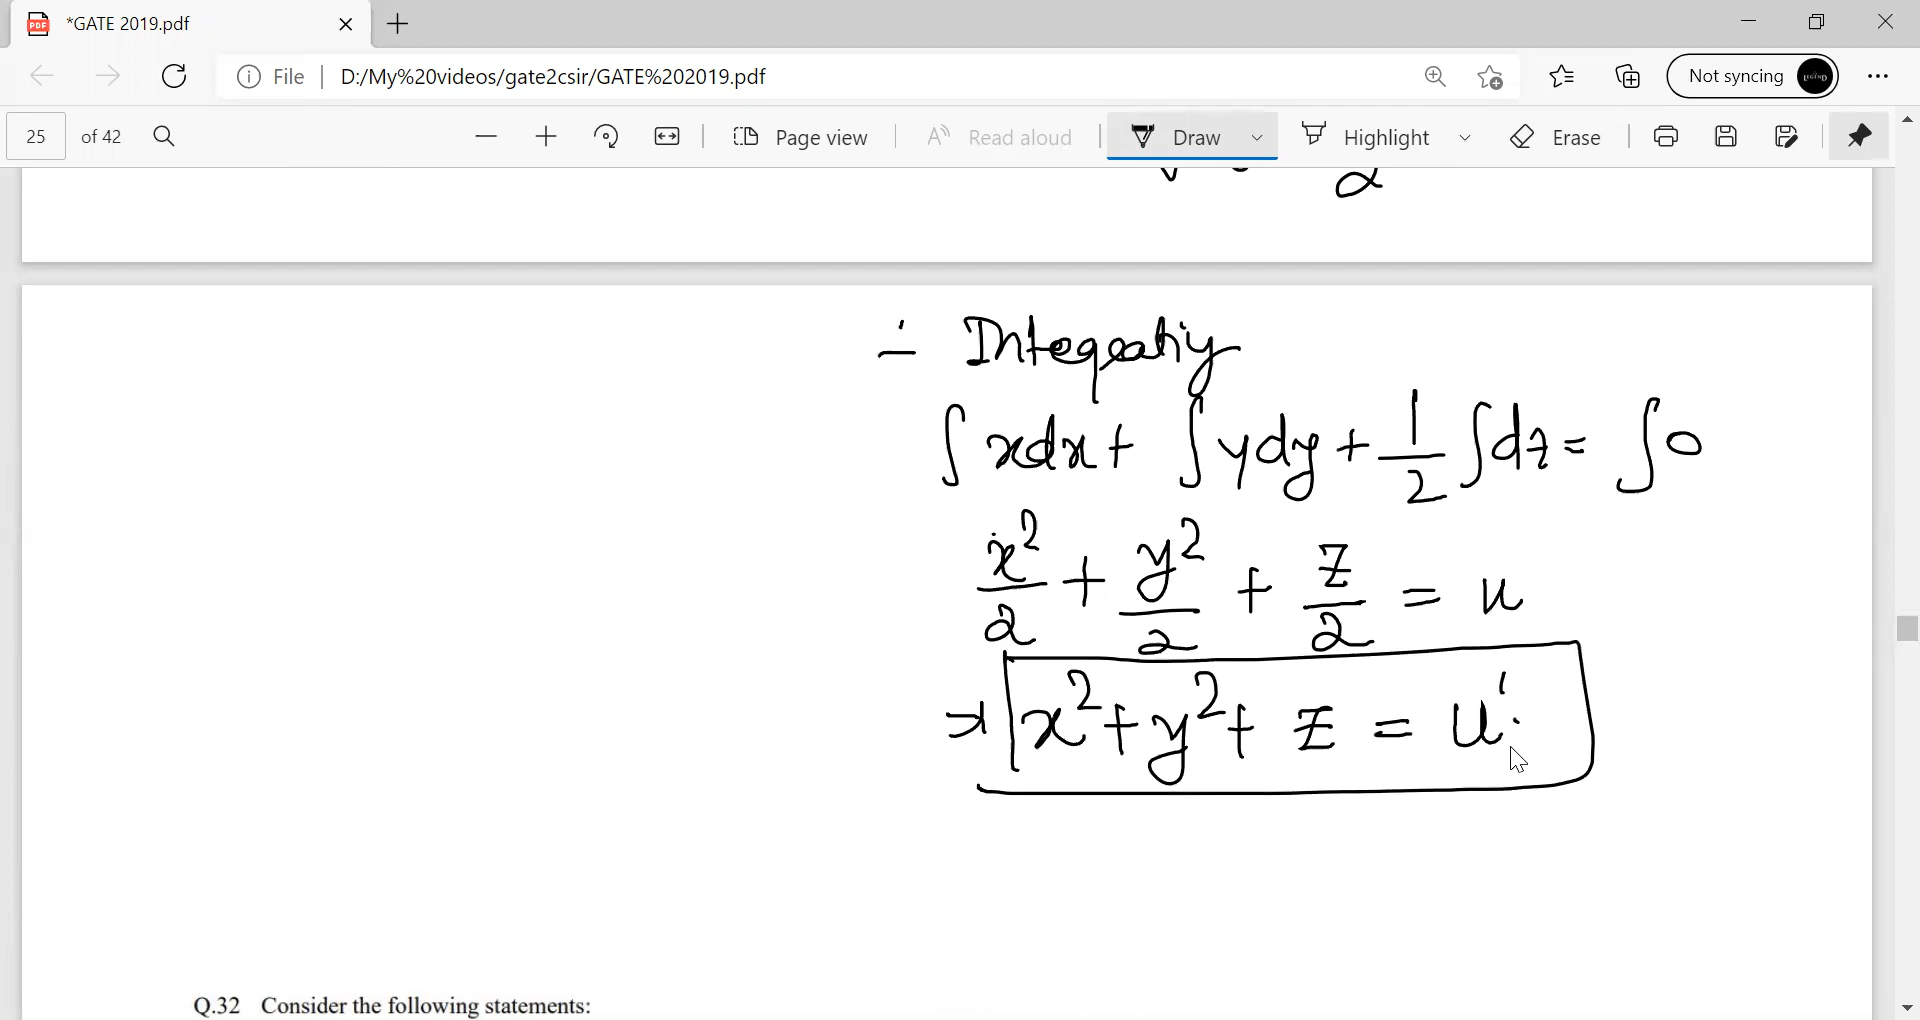 *GATE 2019.pdf
File | D:/My%20videos/gate2csir/GATE%202019.pdf
Not syncing
25 of 42
Page view
Read aloud
Draw
Highlight
Erase
∴ Integratiy
∫ xdx + ∫ ydy + 1/2 ∫dz = ∫0
x²/2 + y²/2 + z/2 = u
⇒ x² + y² + z = u'
Q.32 Consider the following statements: